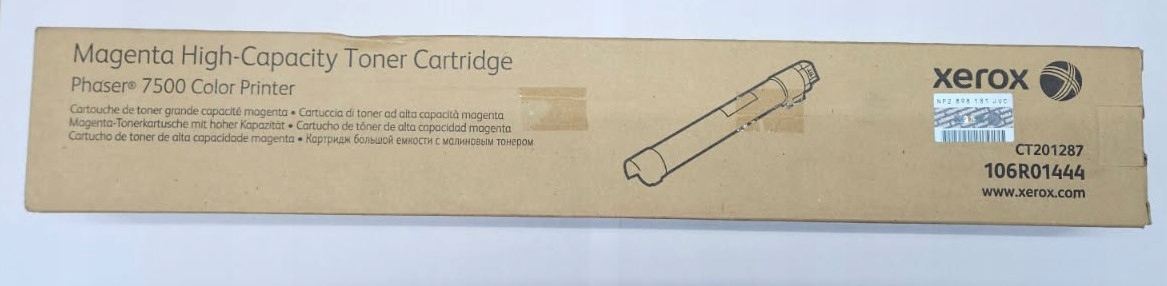 Magenta High-Capacity Toner Cartridge
Phaser® 7500 Color Printer
Cartouche de toner grande capacité magenta • Cartuccia di toner ad alta capacità magenta
Magenta-Tonerkartusche mit hoher Kapazität • Cartucho de tóner de alta capacidad magenta
Cartucho de toner de alta capacidade magenta • Картридж большой емкости с малиновым тонером
xerox
CT201287
106R01444
www.xerox.com